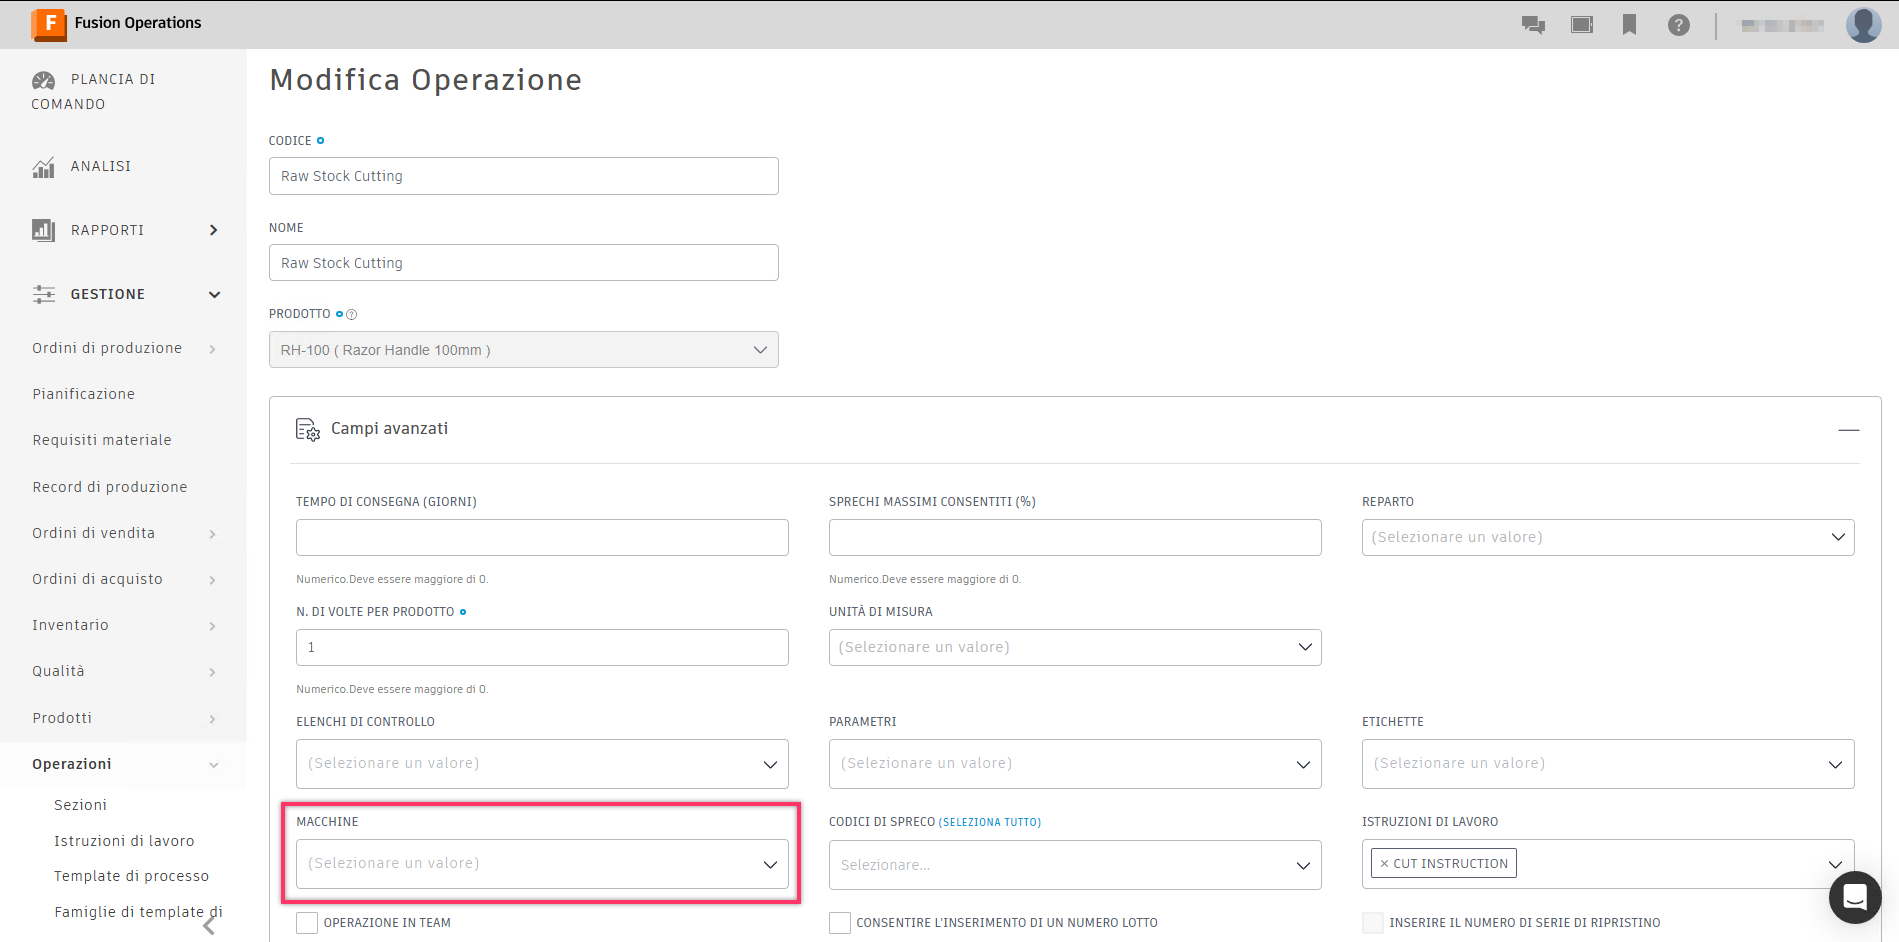 Fusion Operations
PLANCIA DI
COMANDO
ANALISI
RAPPORTI
GESTIONE
Ordini di produzione
Pianificazione
Requisiti materiale
Record di produzione
Ordini di vendita
Ordini di acquisto
Inventario
Qualità
Prodotti
Operazioni
Sezioni
Istruzioni di lavoro
Template di processo
Famiglie di template di
Modifica Operazione
CODICE
Raw Stock Cutting
NOME
Raw Stock Cutting
PRODOTTO
RH-100 ( Razor Handle 100mm )
Campi avanzati
TEMPO DI CONSEGNA (GIORNI)
SPRECHI MASSIMI CONSENTITI (%)
REPARTO
(Selezionare un valore)
Numerico.Deve essere maggiore di 0.
Numerico.Deve essere maggiore di 0.
N. DI VOLTE PER PRODOTTO
UNITÀ DI MISURA
1
(Selezionare un valore)
Numerico.Deve essere maggiore di 0.
ELENCHI DI CONTROLLO
PARAMETRI
ETICHETTE
(Selezionare un valore)
(Selezionare un valore)
(Selezionare un valore)
MACCHINE
CODICI DI SPRECO (SELEZIONA TUTTO)
ISTRUZIONI DI LAVORO
(Selezionare un valore)
Selezionare...
× CUT INSTRUCTION
OPERAZIONE IN TEAM
CONSENTIRE L'INSERIMENTO DI UN NUMERO LOTTO
INSERIRE IL NUMERO DI SERIE DI RIPRISTINO